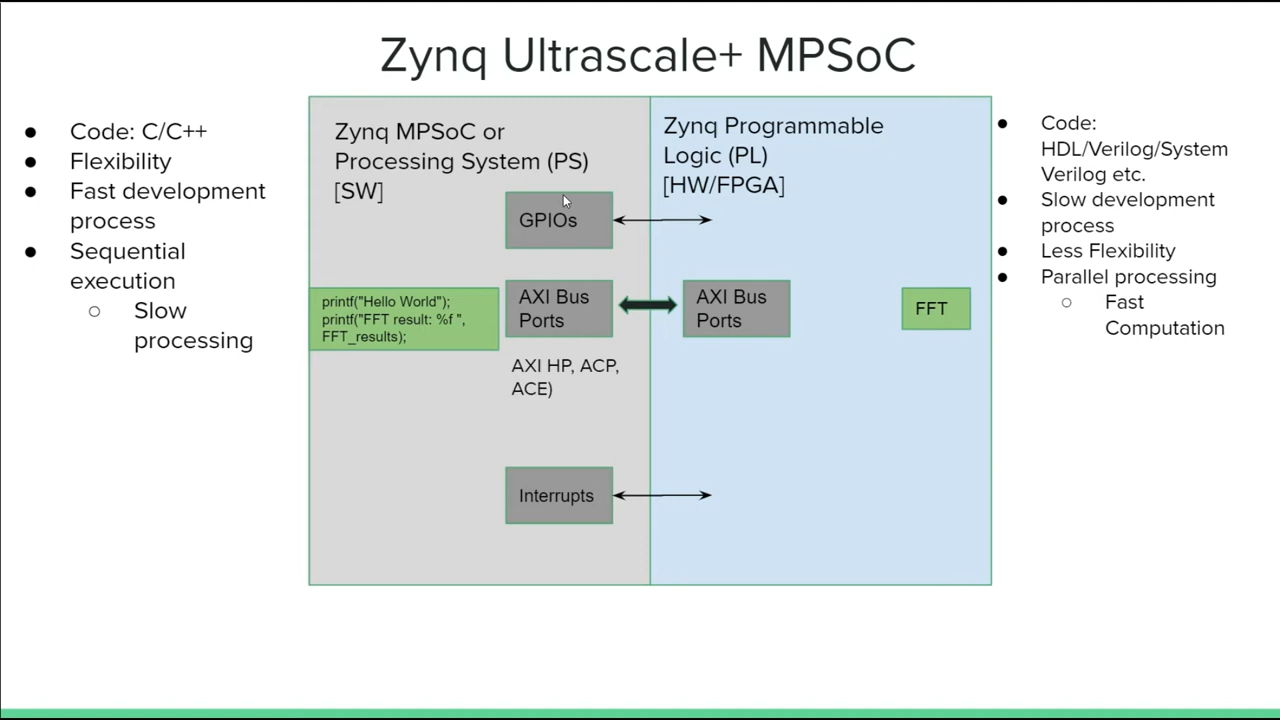 Zynq Ultrascale+ MPSoC
● Code: C/C++
● Flexibility
● Fast development
process
● Sequential
execution
○ Slow
processing
Zynq MPSoC or
Processing System (PS)
[SW]
GPIOs
printf("Hello World");
printf("FFT result: %f ",
FFT_results);
AXI Bus
Ports
AXI HP, ACP,
ACE)
Interrupts
Zynq Programmable
Logic (PL)
[HW/FPGA]
AXI Bus
Ports
FFT
● Code:
HDL/Verilog/System
Verilog etc.
● Slow development
process
● Less Flexibility
● Parallel processing
○ Fast
Computation